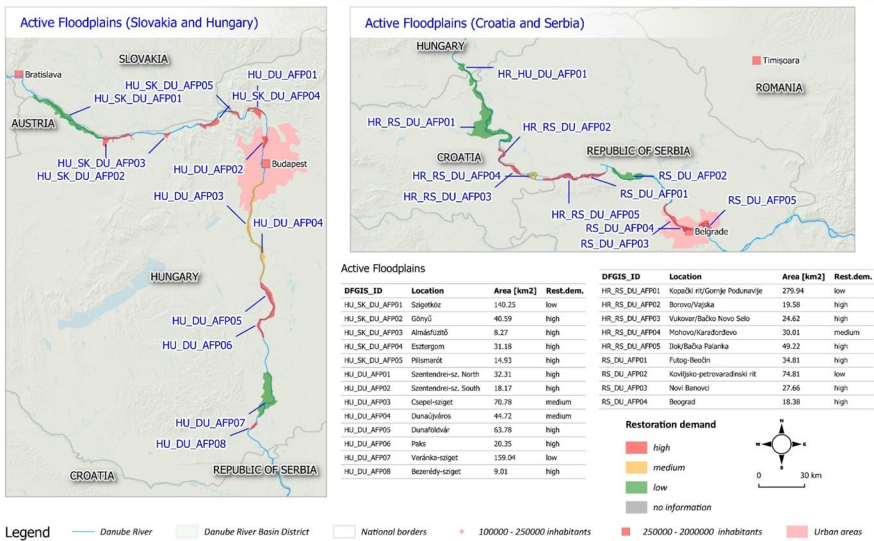 Active Floodplains (Slovakia and Hungary)
SLOVAKIA
Bratislava
HU_DU_AFP01
HU_SK_DU_AFP05
HU_SK_DU_AFP04
HU_SK_DU_AFP01
AUSTRIA
HU_SK_DU_AFP03
HU_SK_DU_AFP02
HU_DU_AFP02
Budapest
HU_DU_AFP03
HU_DU_AFP04
HUNGARY
HU_DU_AFP05
HU_DU_AFP06
HU_DU_AFP07
HU_DU_AFP08
CROATIA
REPUBLIC OF SERBIA
Active Floodplains (Croatia and Serbia)
HUNGARY
Timișoara
HR_HU_DU_AFP01
ROMANIA
HR_RS_DU_AFP01
HR_RS_DU_AFP02
CROATIA
REPUBLIC OF SERBIA
HR_RS_DU_AFP04
RS_DU_AFP02
HR_RS_DU_AFP03
RS_DU_AFP01
RS_DU_AFP05
HR_RS_DU_AFP05
RS_DU_AFP04
Belgrade
RS_DU_AFP03
Active Floodplains
DFGIS_ID Location Area [km2] Rest.dem.
HU_SK_DU_AFP01 Szigetköz 140.25 low
HU_SK_DU_AFP02 Gönyű 40.59 high
HU_SK_DU_AFP03 Almásfüzitő 8.27 high
HU_SK_DU_AFP04 Esztergom 31.18 high
HU_SK_DU_AFP05 Pilismarót 14.93 high
HU_DU_AFP01 Szentendrei-sz. North 32.31 high
HU_DU_AFP02 Szentendrei-sz. South 18.17 high
HU_DU_AFP03 Csepel-sziget 70.78 medium
HU_DU_AFP04 Dunaújváros 44.72 medium
HU_DU_AFP05 Dunaföldvár 63.78 high
HU_DU_AFP06 Paks 20.35 high
HU_DU_AFP07 Veránka-sziget 159.04 low
HU_DU_AFP08 Bezerédy-sziget 9.01 high
DFGIS_ID Location Area [km2] Rest.dem.
HR_RS_DU_AFP01 Kopački rit/Gornje Podunavlje 279.94 low
HR_RS_DU_AFP02 Borovo/Vajska 19.58 high
HR_RS_DU_AFP03 Vukovar/Bačko Novo Selo 24.62 high
HR_RS_DU_AFP04 Mohovo/Karađorđevo 30.01 medium
HR_RS_DU_AFP05 Ilok/Bačka Palanka 49.22 high
RS_DU_AFP01 Futog-Beočin 34.81 high
RS_DU_AFP02 Koviljsko-petrovaradinski rit 74.81 low
RS_DU_AFP03 Novi Banovci 27.66 high
RS_DU_AFP04 Beograd 18.38 high
Restoration demand
high
medium
low
no information
N
W E
S
0 30 km
Legend
Danube River
Danube River Basin District
National borders
100000 - 250000 inhabitants
250000 - 2000000 inhabitants
Urban areas